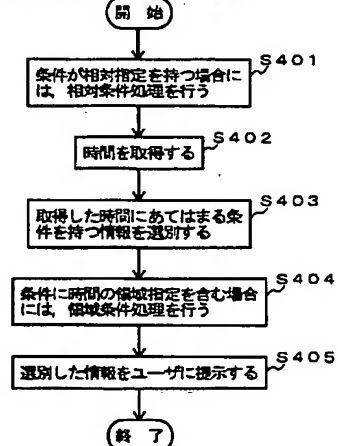 開 始
S401
条件が相対指定を持つ場合に
は, 相対条件処理を行う
S402
時間を取得する
S403
取得した時間にあてはまる条
件を持つ情報を選別する
S404
条件に時間の領域指定を含む場合
には, 領域条件処理を行う
S405
選別した情報をユーザに提示する
終 了